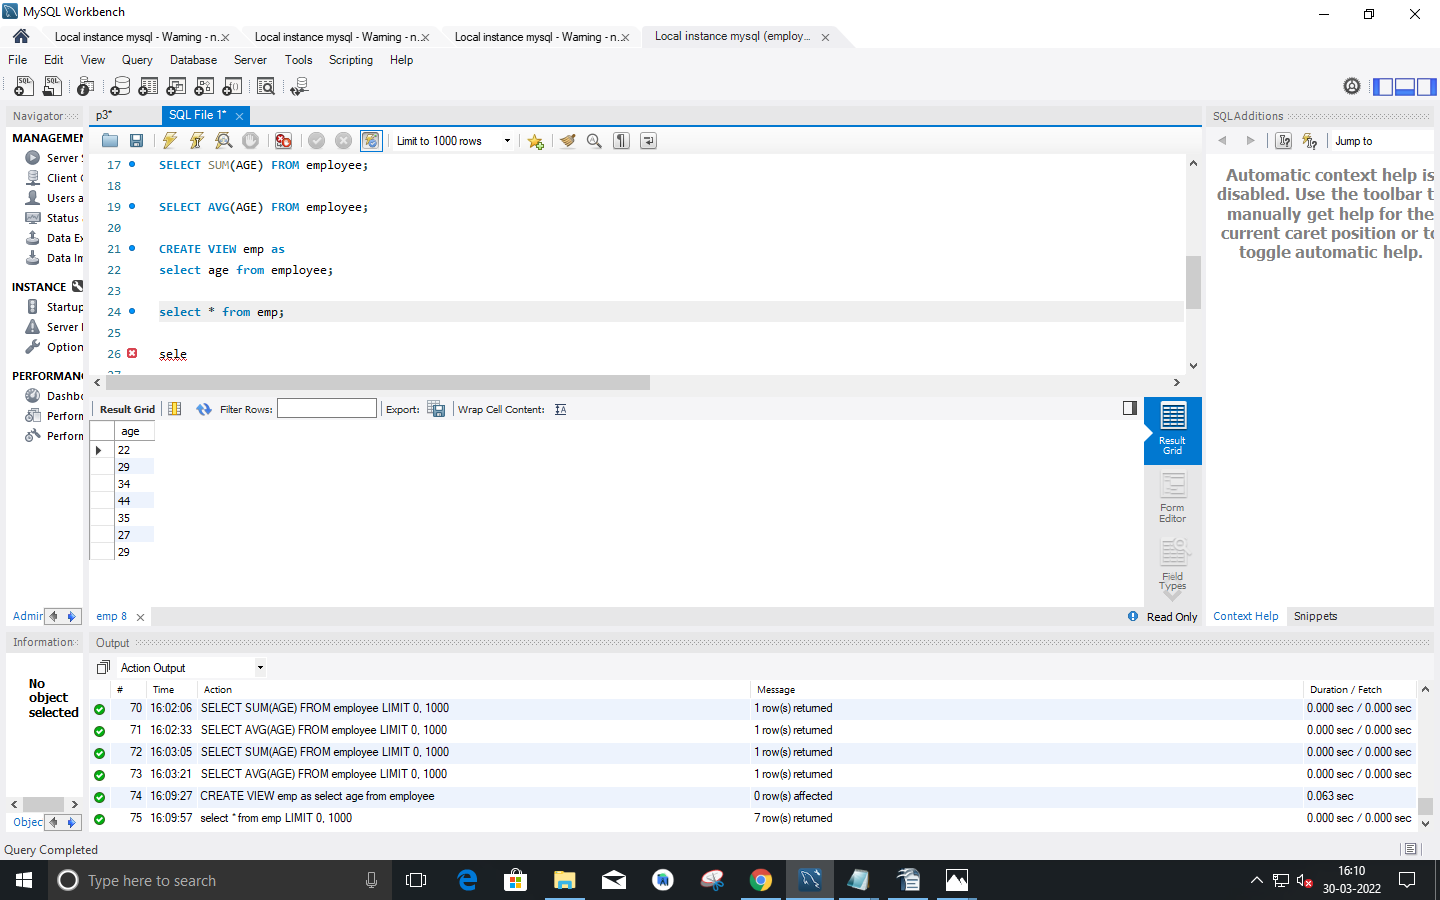 MySQL Workbench
Local instance mysql - Warning - n...
Local instance mysql - Warning - n...
Local instance mysql - Warning - n...
Local instance mysql (employ...
File Edit View Query Database Server Tools Scripting Help
Navigator
p3*
SQL File 1*
SQLAdditions
MANAGEMEN
Server S
Client C
Users a
Status
Data Ex
Data Im
INSTANCE
Startup
Server L
Option
PERFORMANC
Dashbo
Perform
Perform
Limit to 1000 rows
17 SELECT SUM(AGE) FROM employee;
18
19 SELECT AVG(AGE) FROM employee;
20
21 CREATE VIEW emp as
22 select age from employee;
23
24 select * from emp;
25
26 sele
27
Jump to
Automatic context help is
disabled. Use the toolbar t
manually get help for the
current caret position or to
toggle automatic help.
Result Grid
Filter Rows:
Export:
Wrap Cell Content:
age
22
29
34
44
35
27
29
Result
Grid
Form
Editor
Field
Types
Admir
emp 8
Read Only
Context Help
Snippets
Information
Output
No
object
selected
Objec
Action Output
# Time Action Message Duration / Fetch
70 16:02:06 SELECT SUM(AGE) FROM employee LIMIT 0, 1000 1 row(s) returned 0.000 sec / 0.000 sec
71 16:02:33 SELECT AVG(AGE) FROM employee LIMIT 0, 1000 1 row(s) returned 0.000 sec / 0.000 sec
72 16:03:05 SELECT SUM(AGE) FROM employee LIMIT 0, 1000 1 row(s) returned 0.000 sec / 0.000 sec
73 16:03:21 SELECT AVG(AGE) FROM employee LIMIT 0, 1000 1 row(s) returned 0.000 sec / 0.000 sec
74 16:09:27 CREATE VIEW emp as select age from employee 0 row(s) affected 0.063 sec
75 16:09:57 select * from emp LIMIT 0, 1000 7 row(s) returned 0.000 sec / 0.000 sec
Query Completed
Type here to search
16:10
30-03-2022